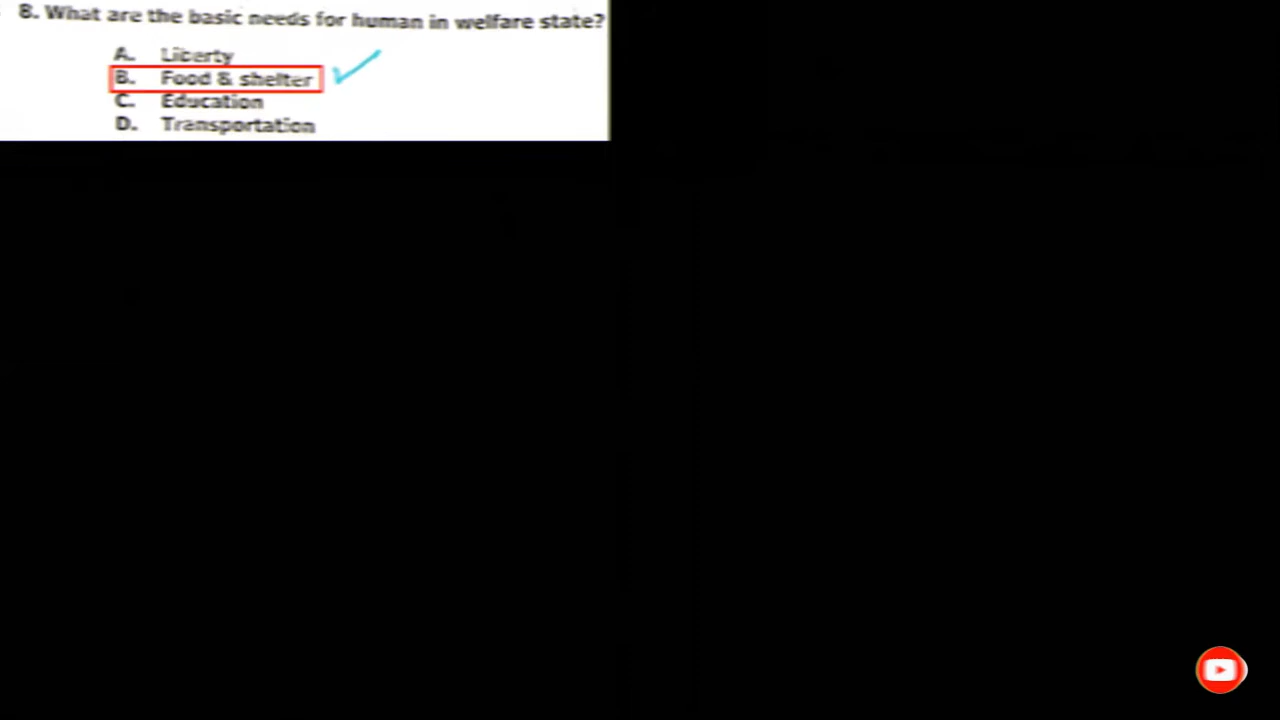 8. What are the basic needs for human in welfare state?
A. Liberty
B. Food & shelter
C. Education
D. Transportation